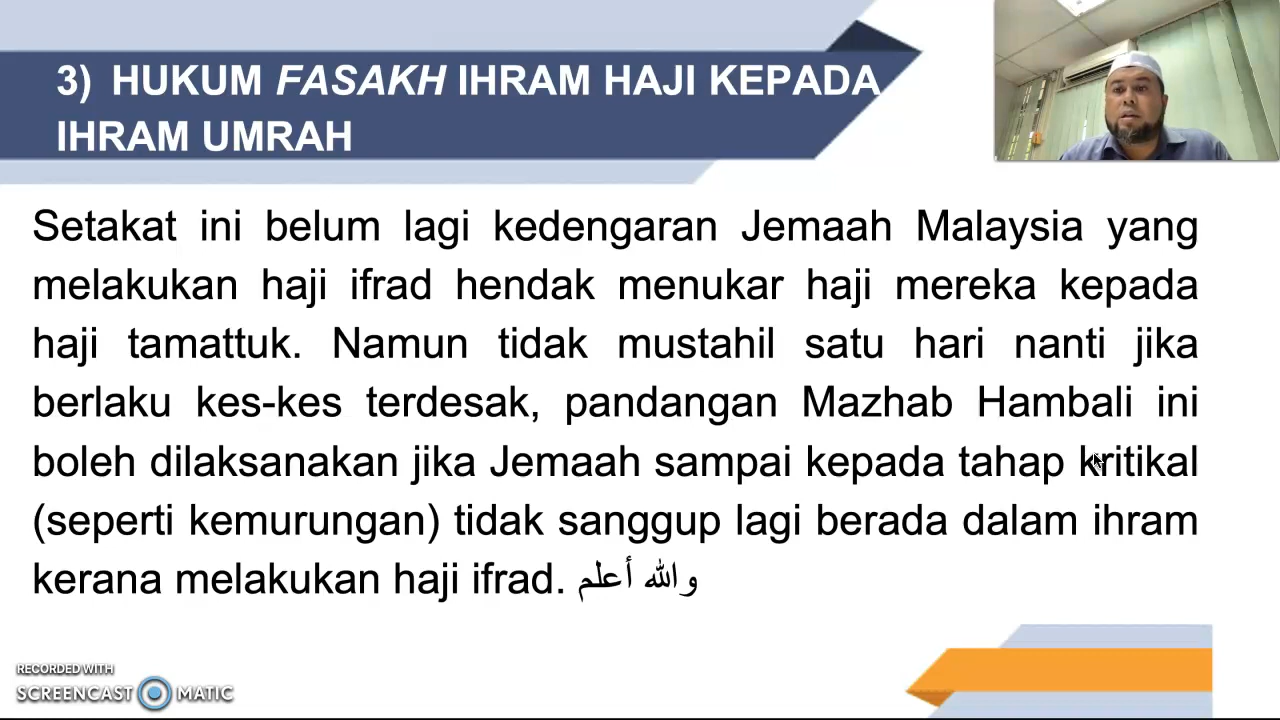 3) HUKUM FASAKH IHRAM HAJI KEPADA
IHRAM UMRAH
Setakat ini belum lagi kedengaran Jemaah Malaysia yang
melakukan haji ifrad hendak menukar haji mereka kepada
haji tamattuk. Namun tidak mustahil satu hari nanti jika
berlaku kes-kes terdesak, pandangan Mazhab Hambali ini
boleh dilaksanakan jika Jemaah sampai kepada tahap kritikal
(seperti kemurungan) tidak sanggup lagi berada dalam ihram
kerana melakukan haji ifrad. والله أعلم
RECORDED WITH
SCREENCAST MATIC